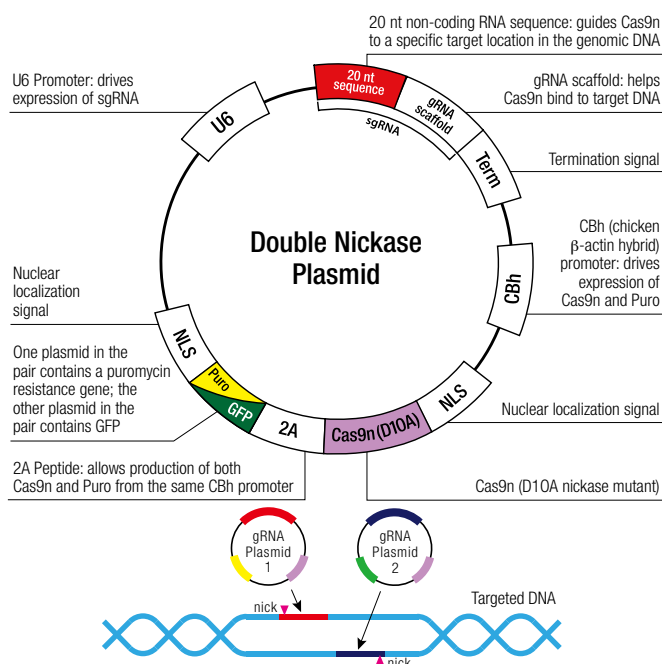 20 nt non-coding RNA sequence: guides Cas9n
to a specific target location in the genomic DNA
U6 Promoter: drives
expression of sgRNA
20 nt
sequence
gRNA
scaffold
sgRNA
gRNA scaffold: helps
Cas9n bind to target DNA
U6
Term
Termination signal
Double Nickase
Plasmid
CBh (chicken
β-actin hybrid)
promoter: drives
expression of
Cas9n and Puro
CBh
Nuclear
localization
signal
NLS
One plasmid in the
pair contains a puromycin
resistance gene; the
other plasmid in the
pair contains GFP
Puro
GFP
2A
Cas9n (D10A)
NLS
Nuclear localization signal
2A Peptide: allows production of both
Cas9n and Puro from the same CBh promoter
Cas9n (D10A nickase mutant)
gRNA
Plasmid
1
gRNA
Plasmid
2
Targeted DNA
nick
nick